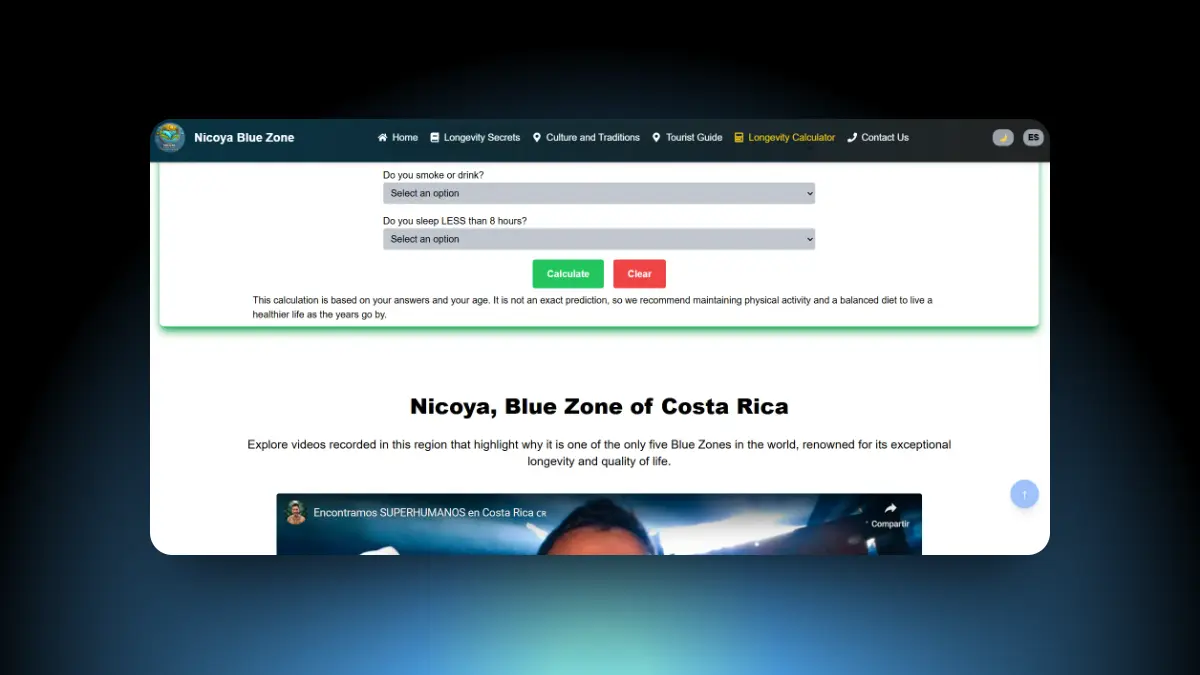 Nicoya Blue Zone
Home
Longevity Secrets
Culture and Traditions
Tourist Guide
Longevity Calculator
Contact Us
ES
Do you smoke or drink?
Select an option
Do you sleep LESS than 8 hours?
Select an option
Calculate
Clear
This calculation is based on your answers and your age. It is not an exact prediction, so we recommend maintaining physical activity and a balanced diet to live a
healthier life as the years go by.
Nicoya, Blue Zone of Costa Rica
Explore videos recorded in this region that highlight why it is one of the only five Blue Zones in the world, renowned for its exceptional
longevity and quality of life.
Encontramos SUPERHUMANOS en Costa Rica CR
Compartir
↑